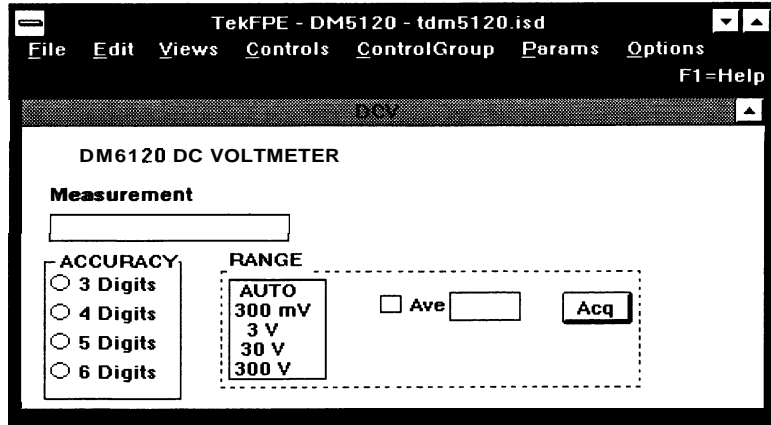 TekFPE - DM5120 - tdm5120.isd
File Edit Views Controls ControlGroup Params Options
F1=Help
DCV
DM6120 DC VOLTMETER
Measurement
ACCURACY
3 Digits
4 Digits
5 Digits
6 Digits
RANGE
AUTO
300 mV
3 V
30 V
300 V
Ave
Acq